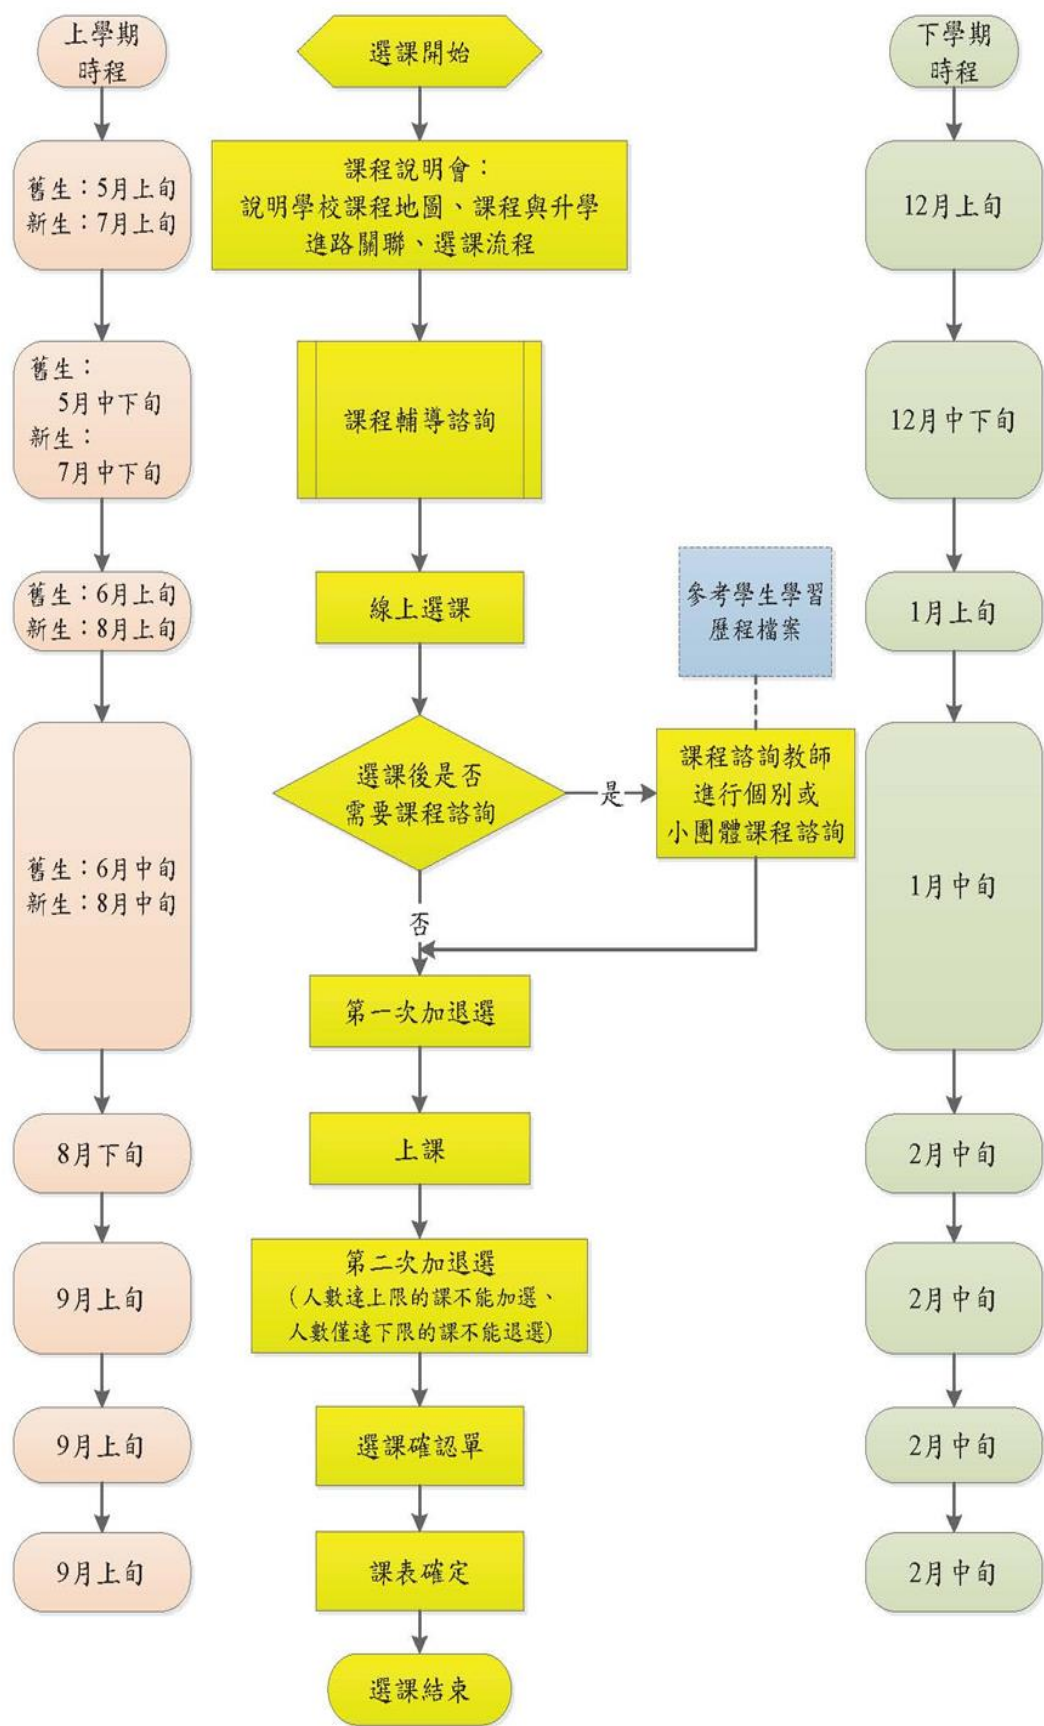 上學期
時程
選課開始
下學期
時程
舊生：5月上旬
新生：7月上旬
課程說明會：
說明學校課程地圖、課程與升學
進路關聯、選課流程
12月上旬
舊生：
5月中下旬
新生：
7月中下旬
課程輔導諮詢
12月中下旬
舊生：6月上旬
新生：8月上旬
線上選課
參考學生學習
歷程檔案
1月上旬
舊生：6月中旬
新生：8月中旬
選課後是否
需要課程諮詢
是
課程諮詢教師
進行個別或
小團體課程諮詢
1月中旬
否
第一次加退選
8月下旬
上課
2月中旬
9月上旬
第二次加退選
（人數達上限的課不能加選、
人數僅達下限的課不能退選)
2月中旬
9月上旬
選課確認單
2月中旬
9月上旬
課表確定
2月中旬
選課結束